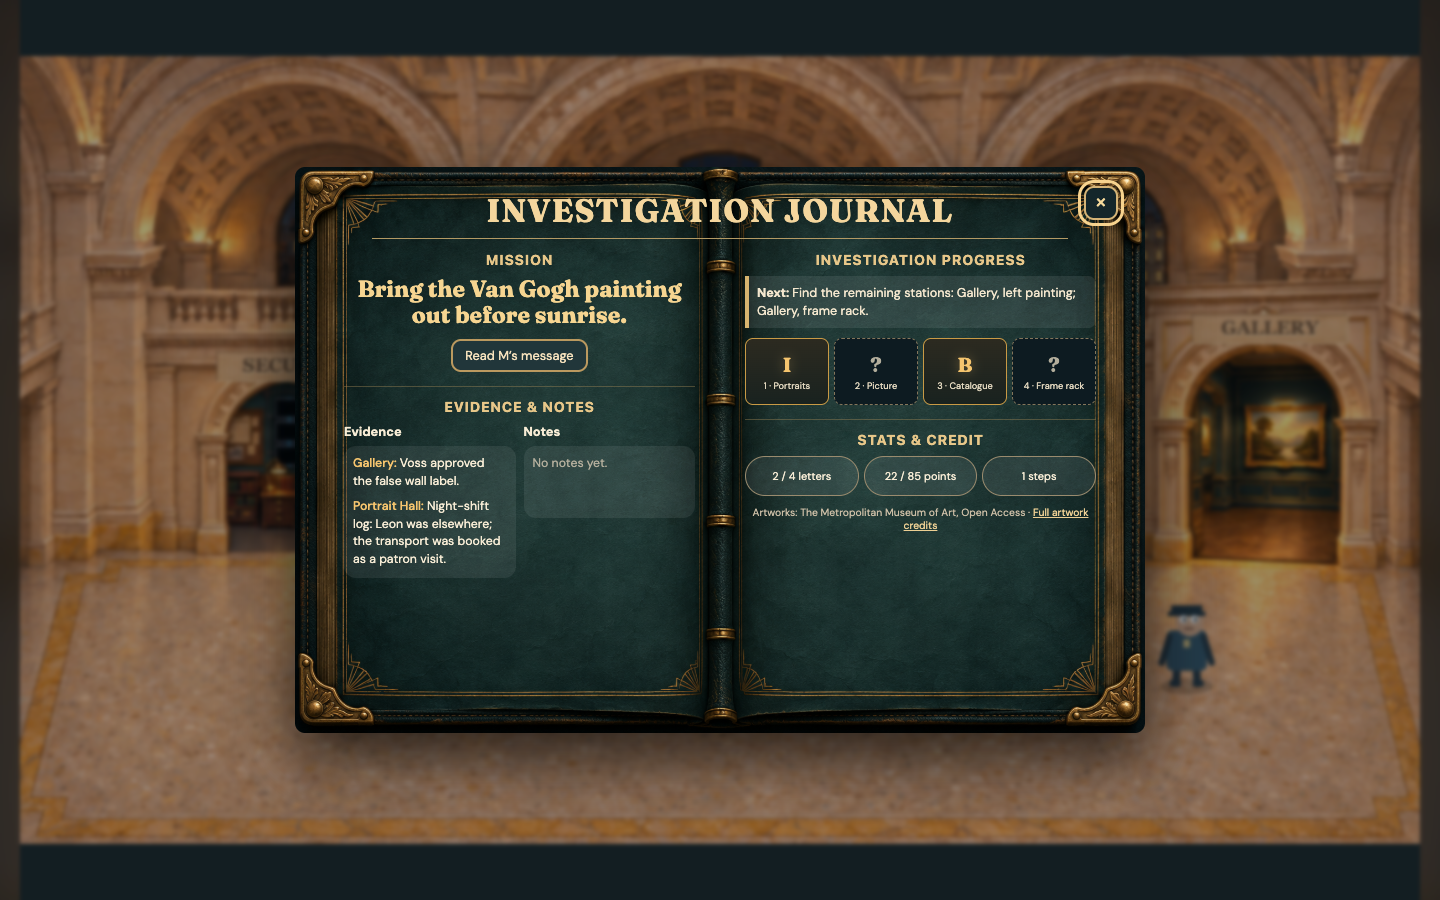 INVESTIGATION JOURNAL
×
MISSION
Bring the Van Gogh painting
out before sunrise.
Read M's message
EVIDENCE & NOTES
Evidence
Gallery: Voss approved
the false wall label.
Portrait Hall: Night-shift
log: Leon was elsewhere;
the transport was booked
as a patron visit.
Notes
No notes yet.
INVESTIGATION PROGRESS
Next: Find the remaining stations: Gallery, left painting;
Gallery, frame rack.
I
1 · Portraits
?
2 · Picture
B
3 · Catalogue
?
4 · Frame rack
STATS & CREDIT
2 / 4 letters
22 / 85 points
1 steps
Artworks: The Metropolitan Museum of Art, Open Access · Full artwork
credits
SECU
GALLERY